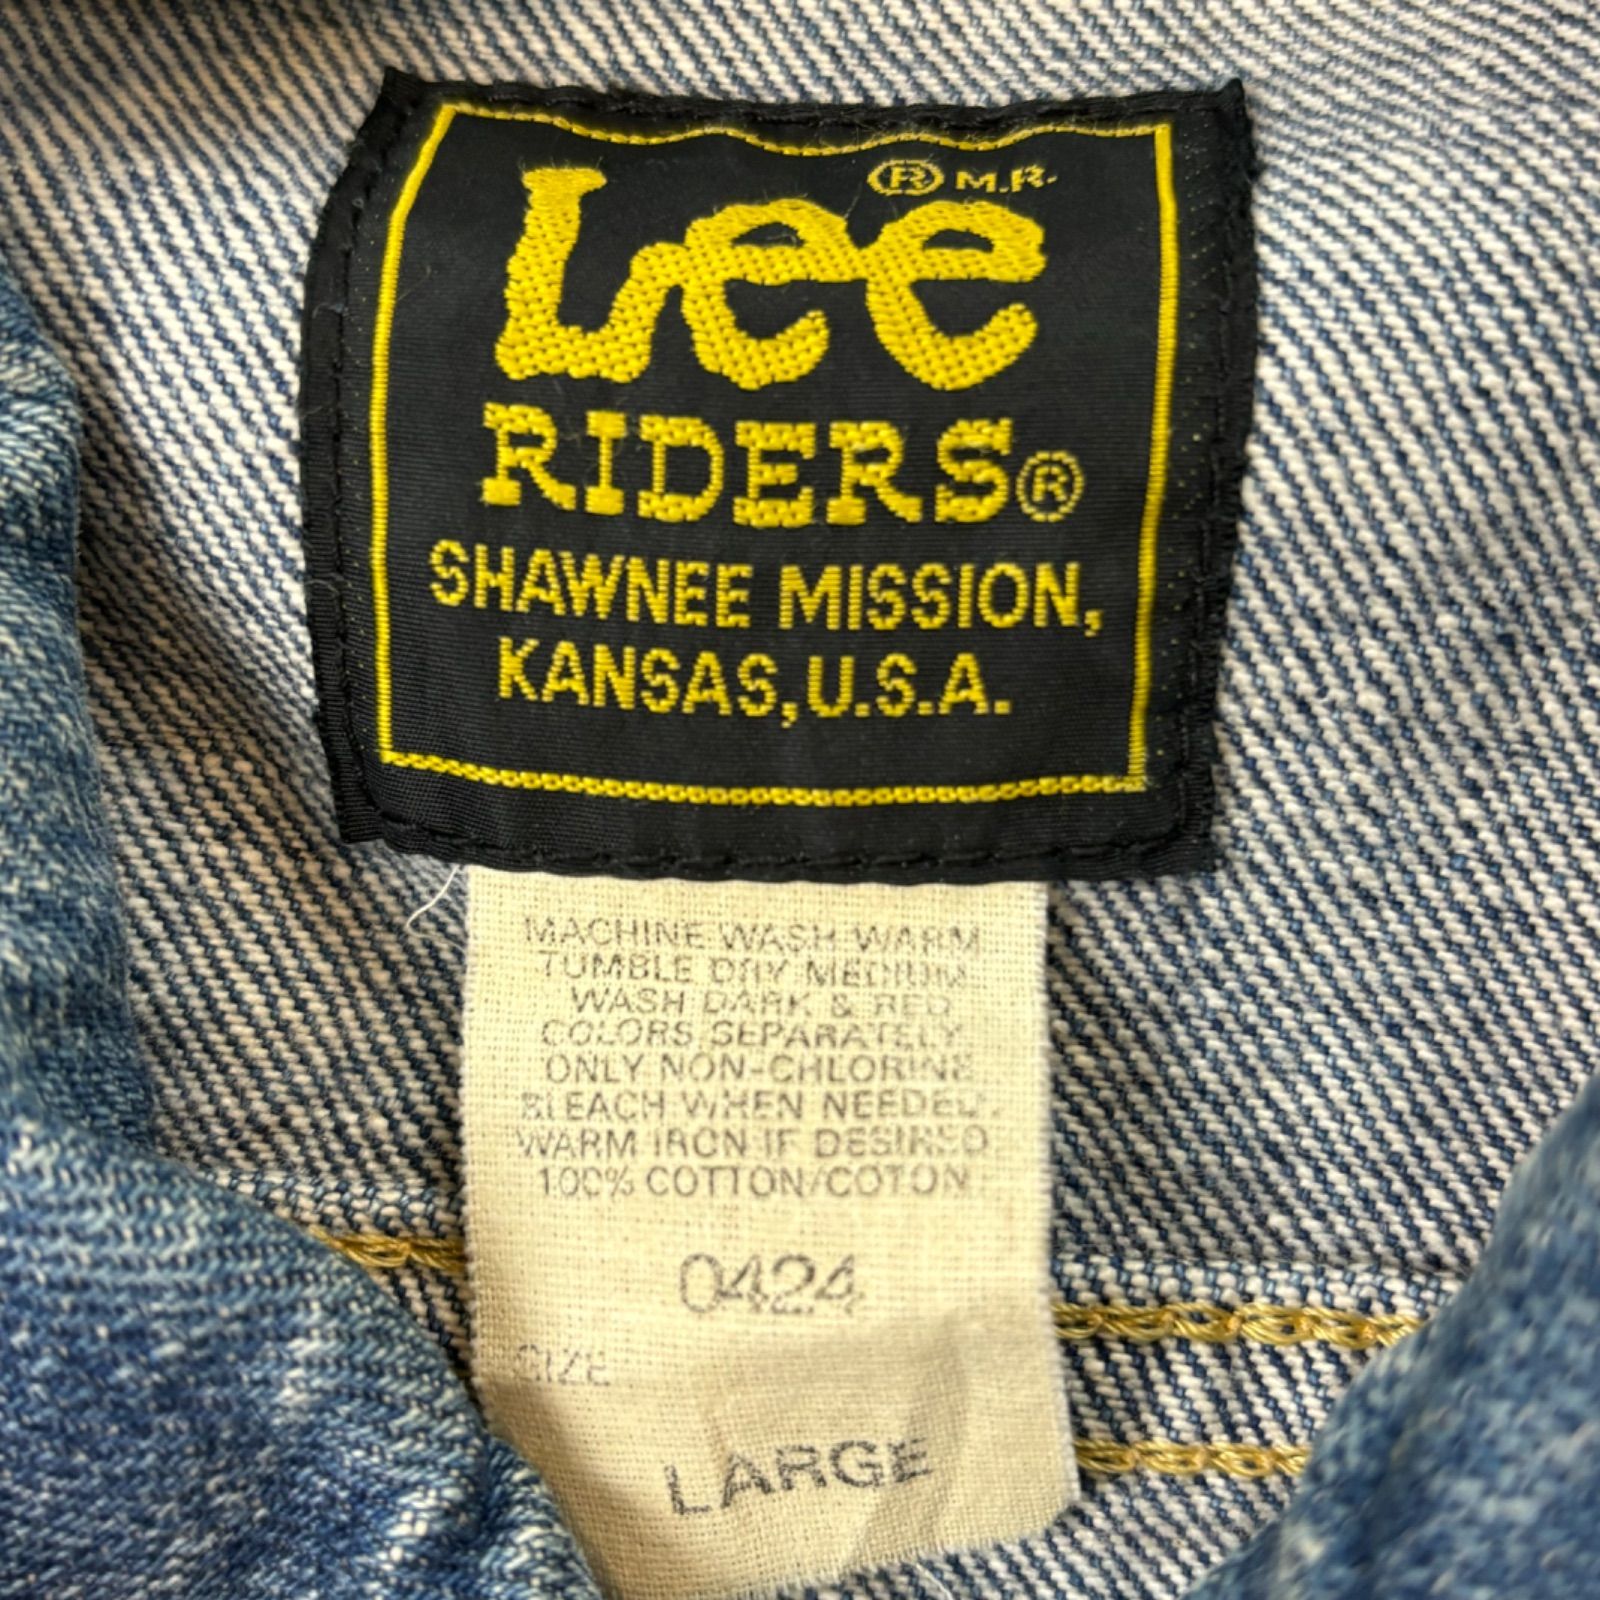 Lee ® M.R.
RIDERS®
SHAWNEE MISSION,
KANSAS, U.S.A.
MACHINE WASH WARM
TUMBLE DRY MEDIUM
WASH DARK & RED
COLORS SEPARATELY
ONLY NON-CHLORINE
BLEACH WHEN NEEDED.
WARM IRON IF DESIRED
100% COTTON/COTON
0424
SIZE
LARGE